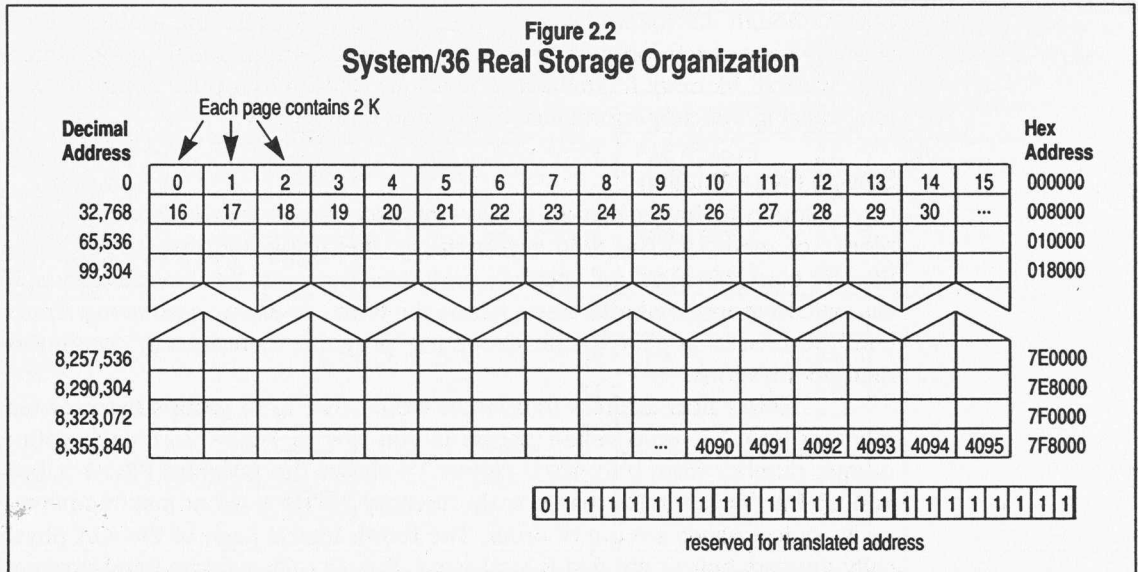 Figure 2.2
System/36 Real Storage Organization
Each page contains 2 K
Decimal
Address
Hex
Address
0 0 1 2 3 4 5 6 7 8 9 10 11 12 13 14 15 000000
32,768 16 17 18 19 20 21 22 23 24 25 26 27 28 29 30 ... 008000
65,536 010000
99,304 018000
8,257,536 7E0000
8,290,304 7E8000
8,323,072 7F0000
8,355,840 ... 4090 4091 4092 4093 4094 4095 7F8000
0 1 1 1 1 1 1 1 1 1 1 1 1 1 1 1 1 1 1 1 1 1 1 1
reserved for translated address